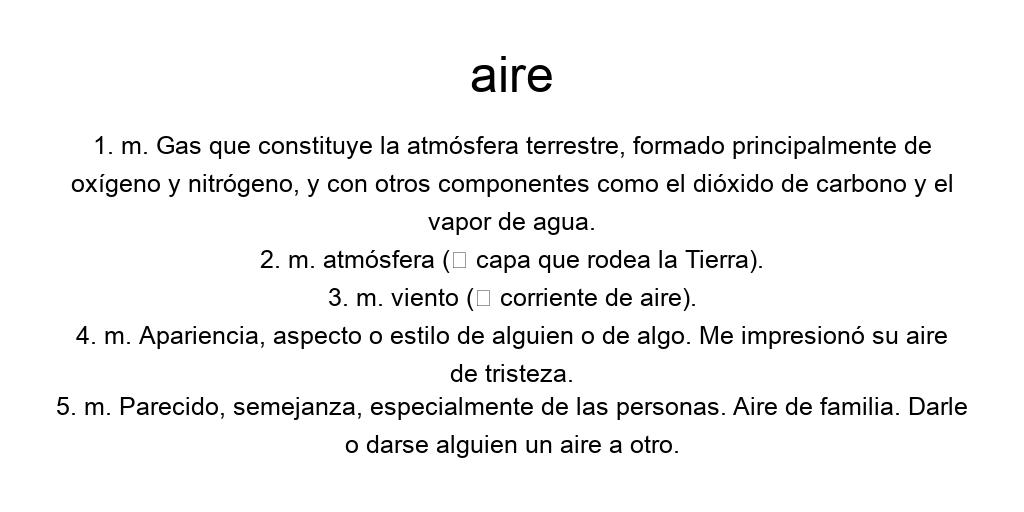 aire
1. m. Gas que constituye la atmósfera terrestre, formado principalmente de
oxígeno y nitrógeno, y con otros componentes como el dióxido de carbono y el
vapor de agua.
2. m. atmósfera (□ capa que rodea la Tierra).
3. m. viento (□ corriente de aire).
4. m. Apariencia, aspecto o estilo de alguien o de algo. Me impresionó su aire
de tristeza.
5. m. Parecido, semejanza, especialmente de las personas. Aire de familia. Darle
o darse alguien un aire a otro.